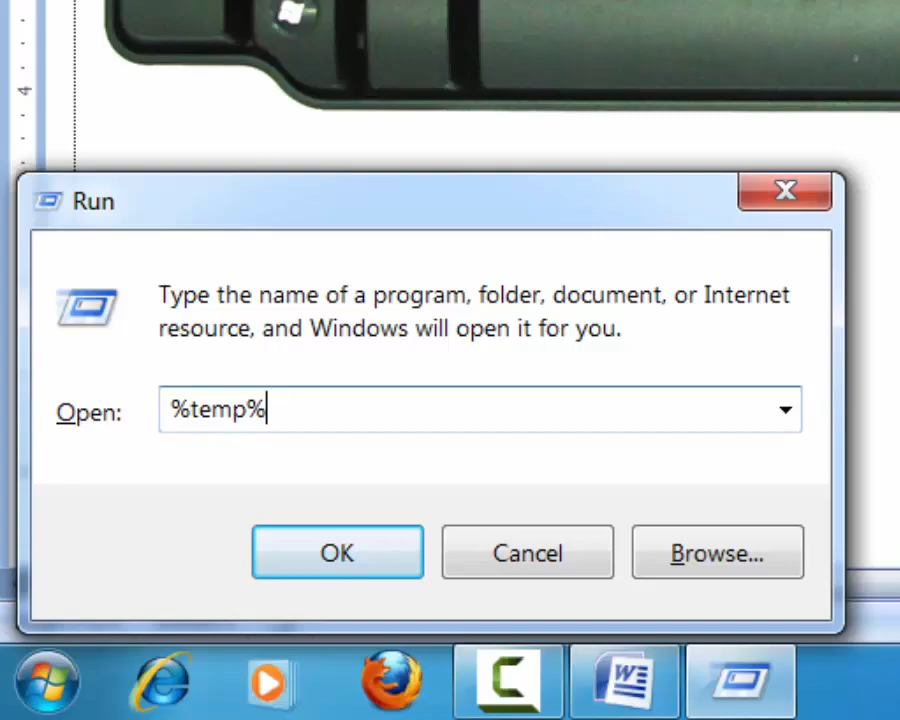 4
Run
X
Type the name of a program, folder, document, or Internet
resource, and Windows will open it for you.
Open: %temp%
OK Cancel Browse...